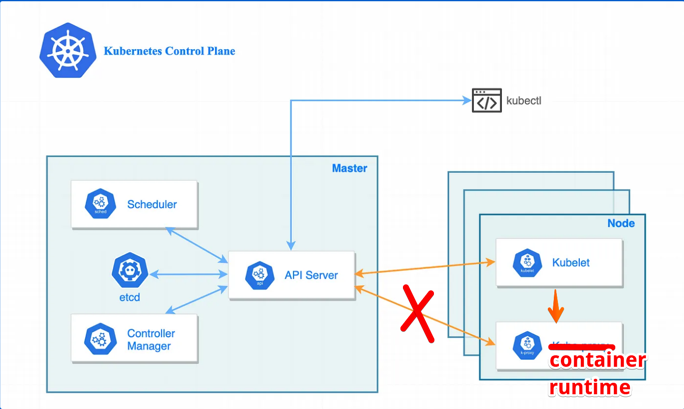 Kubernetes Control Plane
kubectl
Master
Scheduler
sched
etcd
API Server
api
Controller
Manager
Node
Kubelet
kubelet
k-proxy
container
runtime